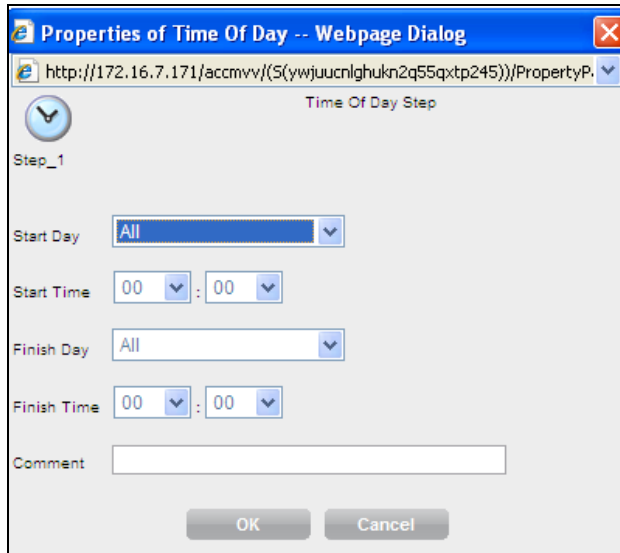 Properties of Time Of Day -- Webpage Dialog
http://172.16.7.171/accmvv/(S(ywjuucnlghukn2q55qxtp245))/PropertyP.
Time Of Day Step
Step_1
Start Day All
Start Time 00 : 00
Finish Day All
Finish Time 00 : 00
Comment
OK Cancel